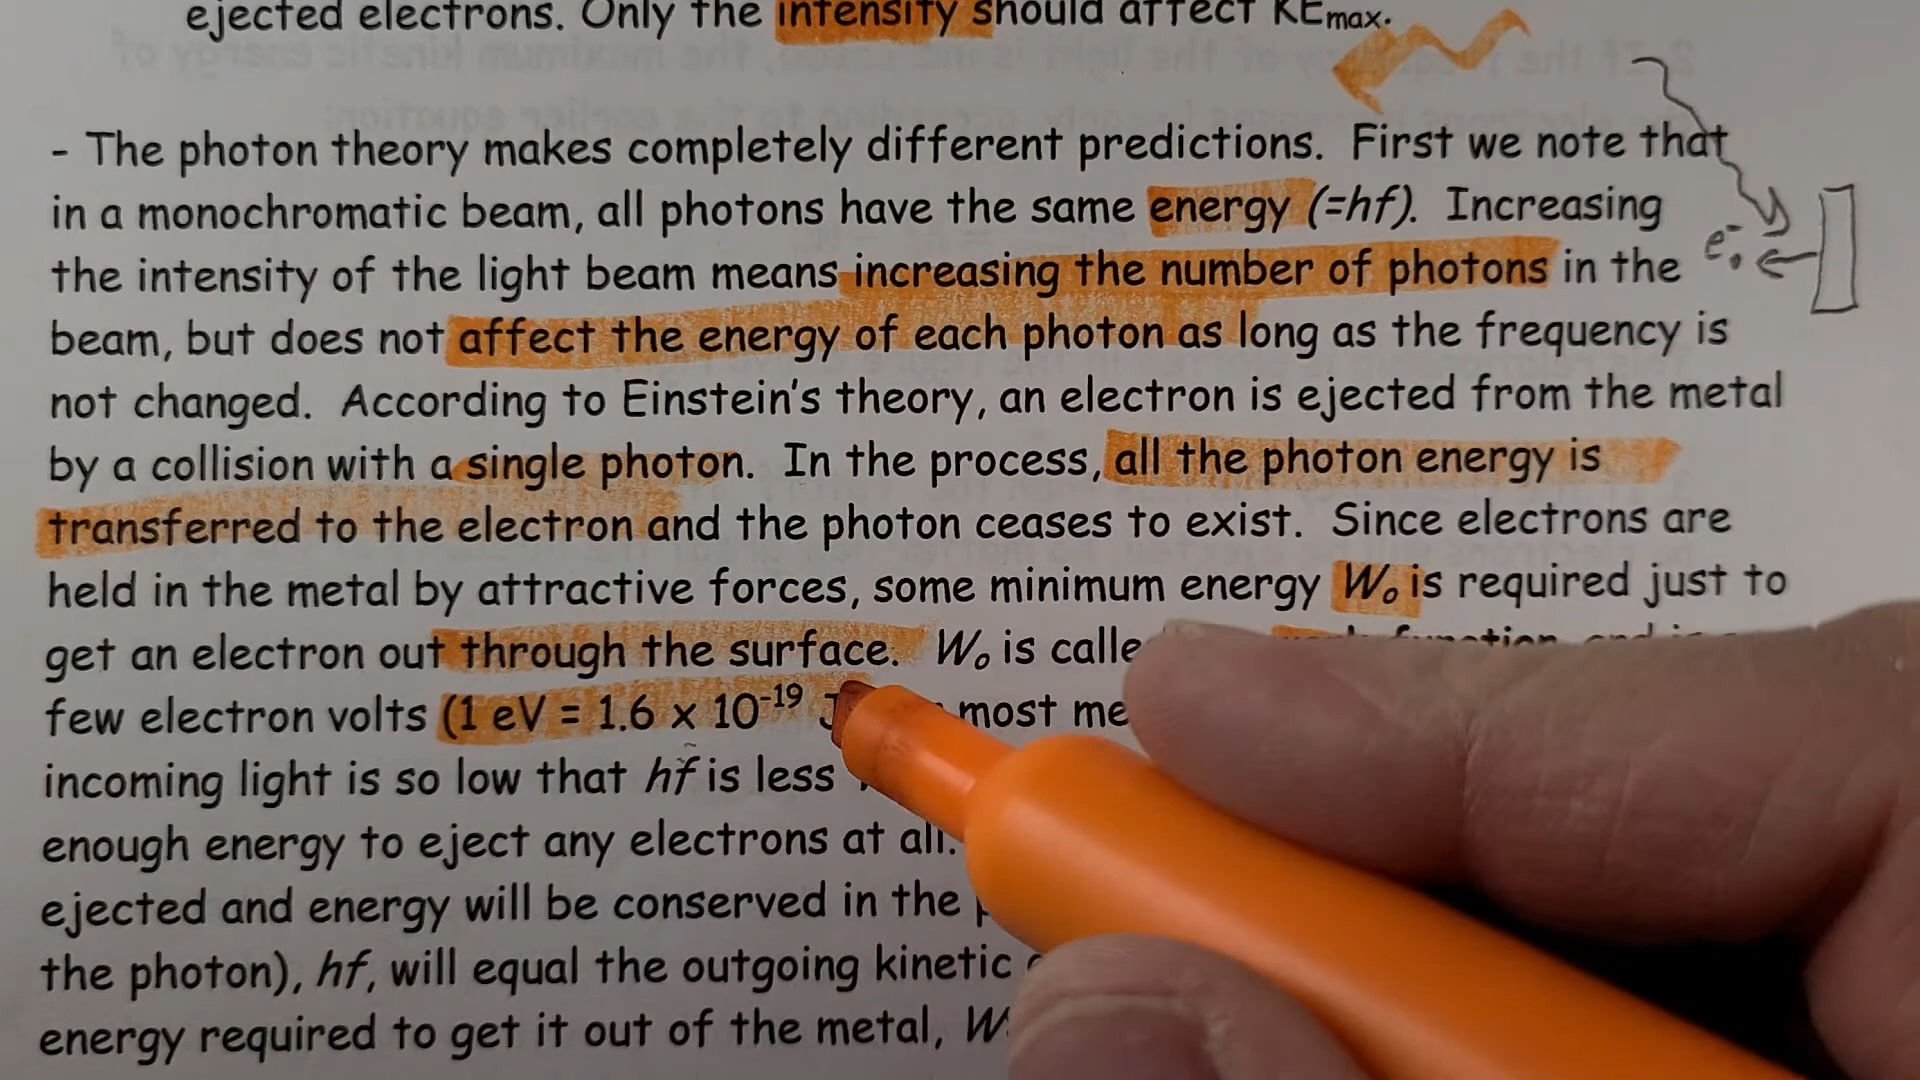 ejected electrons. Only the intensity should affect KEmax.
- The photon theory makes completely different predictions. First we note that
in a monochromatic beam, all photons have the same energy (=hf). Increasing
the intensity of the light beam means increasing the number of photons in the
e-
beam, but does not affect the energy of each photon as long as the frequency is
not changed. According to Einstein's theory, an electron is ejected from the metal
by a collision with a single photon. In the process, all the photon energy is
transferred to the electron and the photon ceases to exist. Since electrons are
held in the metal by attractive forces, some minimum energy Wo is required just to
get an electron out through the surface. Wo is function and
few electron volts (1 eV = 1.6 x 10-19 most
incoming light is so low that hf is less
enough energy to eject any electrons at all.
ejected and energy will be conserved in the
the photon), hf, will equal the outgoing kinetic
energy required to get it out of the metal, W